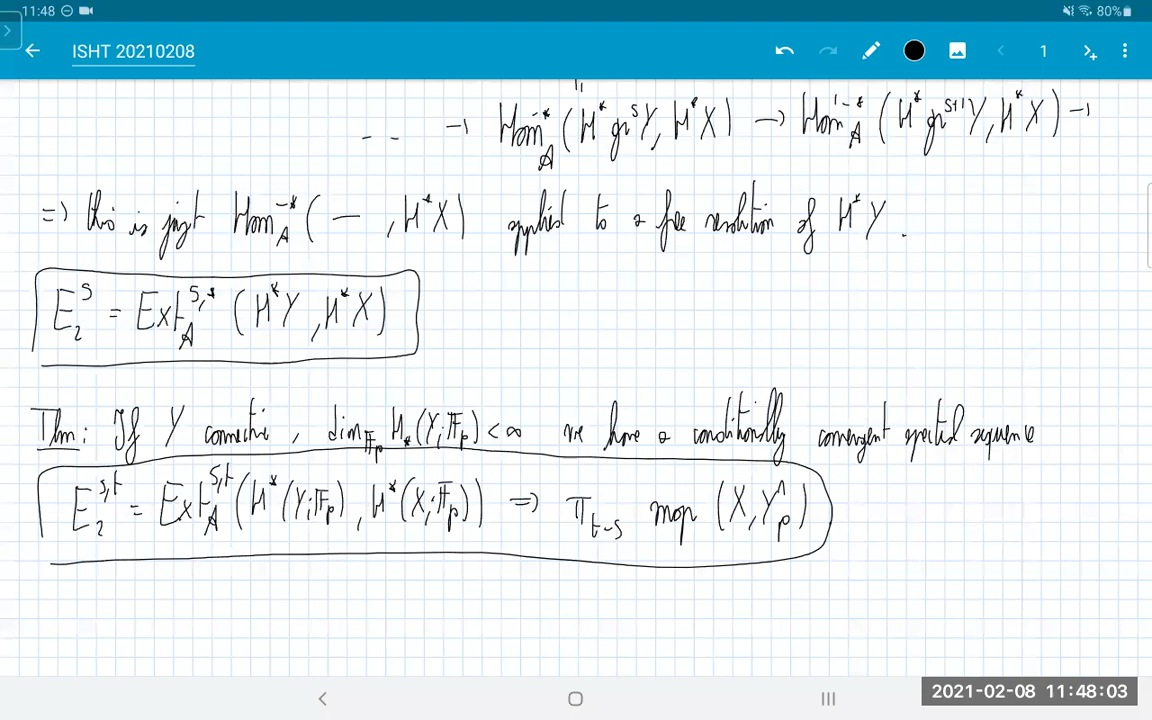 11:48
80%
ISHT 20210208
1
-- → Hom_A^{-*}(H^*gr^sY, H^*X) → Hom_A^{1-*}(H^*gr^{s+1}Y, H^*X) →
=> this is just Hom_A^{-*}( — , H^*X) applied to a free resolution of H^*Y.
E_2^s = Ext_A^{s,*}(H^*Y, H^*X)
Thm: If Y connective, dim_{𝔽_p} H_*(Y;𝔽_p) < ∞ we have a conditionally convergent spectral sequence
E_2^{s,t} = Ext_A^{s,t}(H^*(Y;𝔽_p), H^*(X;𝔽_p)) => π_{t-s} map (X, Y_p^∧)
2021-02-08 11:48:03